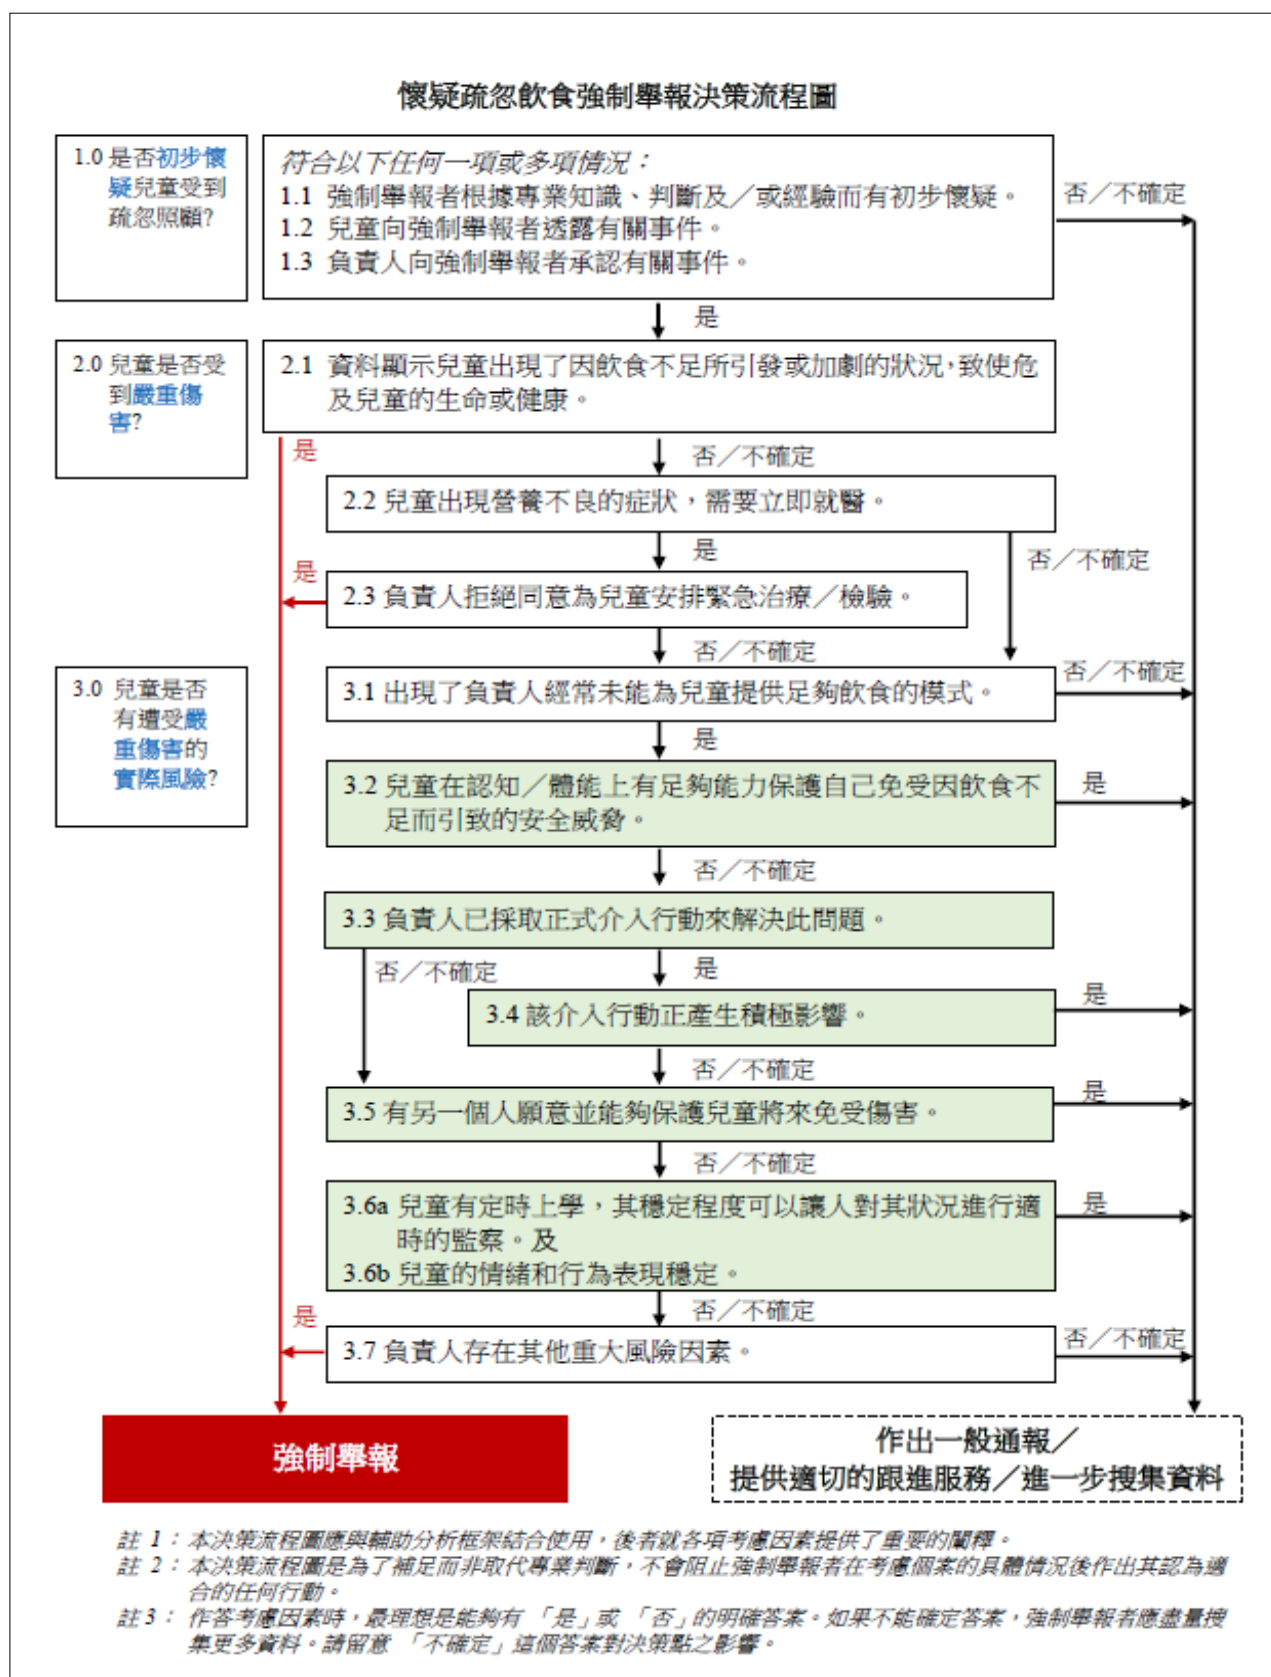 懷疑疏忽飲食強制舉報決策流程圖
1.0 是否初步懷
疑兒童受到
疏忽照顧?
符合以下任何一項或多項情況：
1.1 強制舉報者根據專業知識、判斷及／或經驗而有初步懷疑。
1.2 兒童向強制舉報者透露有關事件。
1.3 負責人向強制舉報者承認有關事件。
否／不確定
是
2.0 兒童是否受
到嚴重傷
害?
2.1 資料顯示兒童出現了因飲食不足所引發或加劇的狀況,致使危
及兒童的生命或健康。
是
否／不確定
2.2 兒童出現營養不良的症狀，需要立即就醫。
是
否／不確定
是
2.3 負責人拒絕同意為兒童安排緊急治療／檢驗。
否／不確定
3.0 兒童是否
有遭受嚴
重傷害的
實際風險?
3.1 出現了負責人經常未能為兒童提供足夠飲食的模式。
否／不確定
是
3.2 兒童在認知／體能上有足夠能力保護自己免受因飲食不
足而引致的安全威脅。
是
否／不確定
3.3 負責人已採取正式介入行動來解決此問題。
否／不確定
是
3.4 該介入行動正產生積極影響。
是
否／不確定
3.5 有另一個人願意並能夠保護兒童將來免受傷害。
是
否／不確定
3.6a 兒童有定時上學，其穩定程度可以讓人對其狀況進行適
時的監察。及
3.6b 兒童的情緒和行為表現穩定。
是
否／不確定
是
3.7 負責人存在其他重大風險因素。
否／不確定
強制舉報
作出一般通報／
提供適切的跟進服務／進一步搜集資料
註 1：本決策流程圖應與輔助分析框架結合使用，後者就各項考慮因素提供了重要的闡釋。
註 2：本決策流程圖是為了補足而非取代專業判斷，不會阻止強制舉報者在考慮個案的具體情況後作出其認為適
合的任何行動。
註 3： 作答考慮因素時，最理想是能夠有 「是」或 「否」的明確答案。如果不能確定答案，強制舉報者應盡量搜
集更多資料。請留意 「不確定」這個答案對決策點之影響。